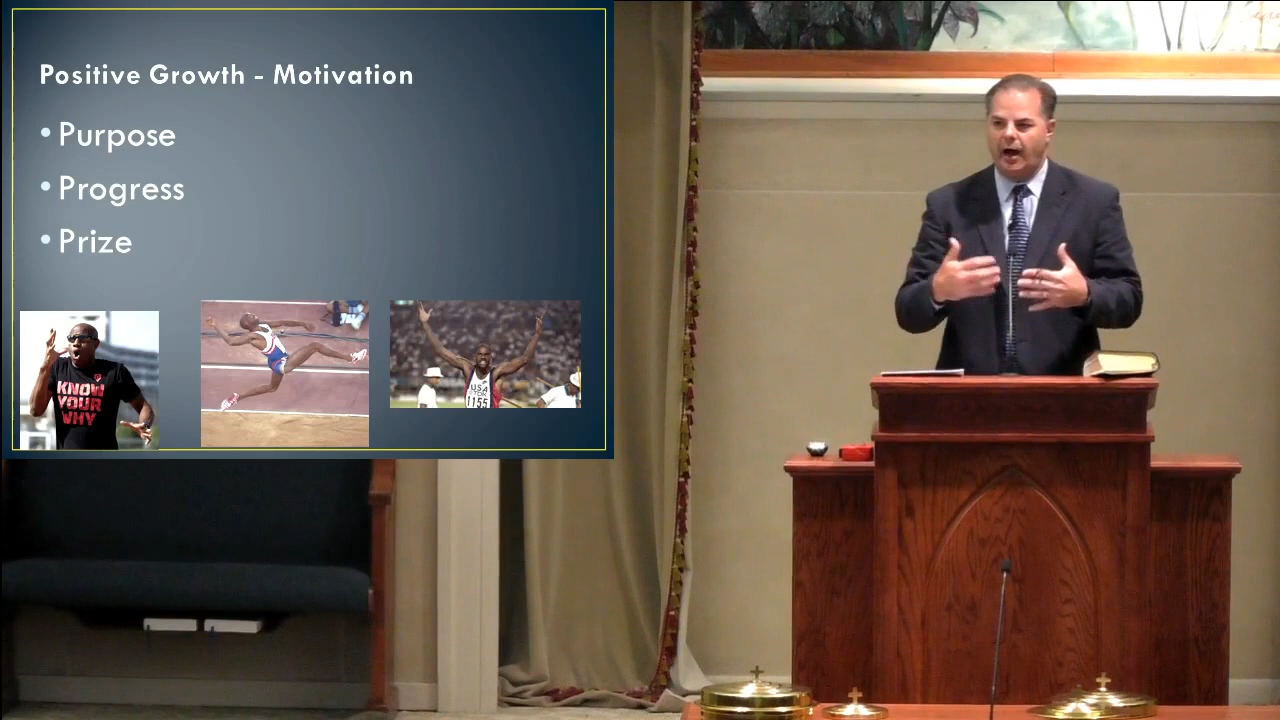 Positive Growth - Motivation
• Purpose
• Progress
• Prize
KNOW
YOUR
WHY
USA
1155